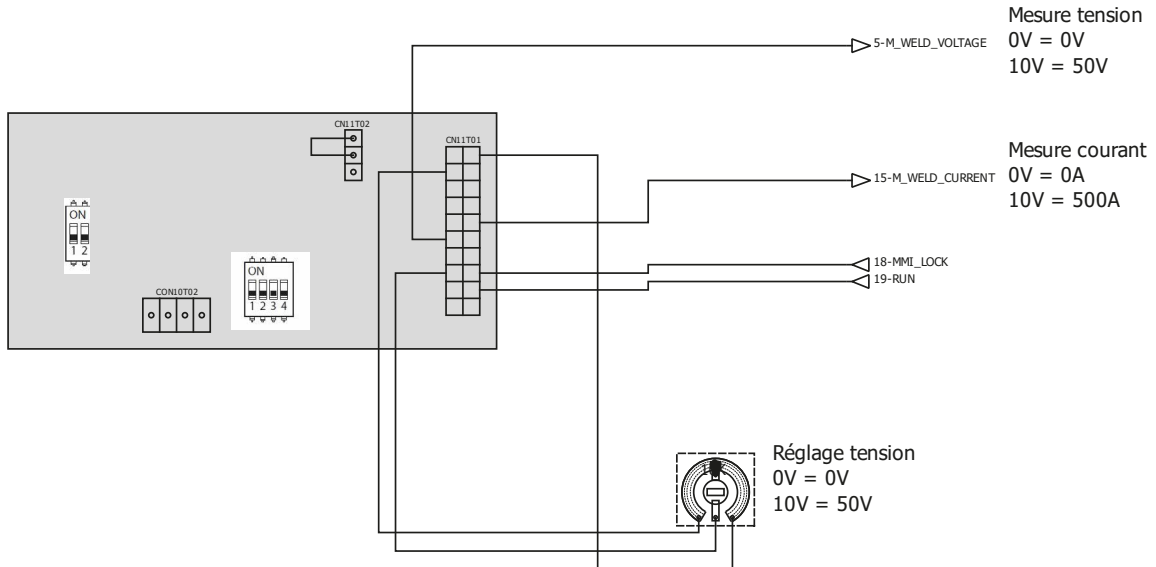 Mesure tension
5-M_WELD_VOLTAGE
0V = 0V
10V = 50V
CN11T02
CN11T01
Mesure courant
15-M_WELD_CURRENT
0V = 0A
10V = 500A
ON
1 2
18-MMI_LOCK
19-RUN
ON
1 2 3 4
CON10T02
Réglage tension
0V = 0V
10V = 50V